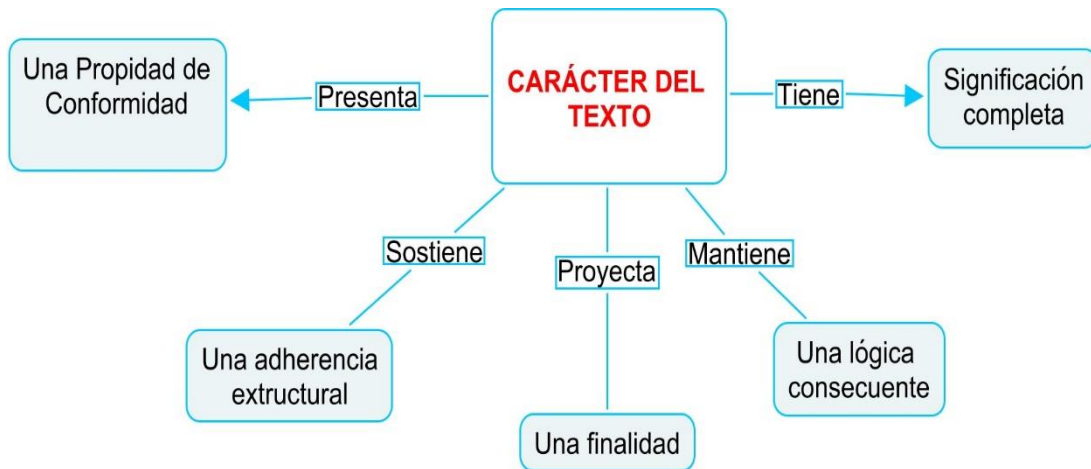 CARÁCTER DEL
TEXTO
Presenta
Una Propidad de
Conformidad
Tiene
Significación
completa
Sostiene
Una adherencia
extructural
Proyecta
Una finalidad
Mantiene
Una lógica
consecuente